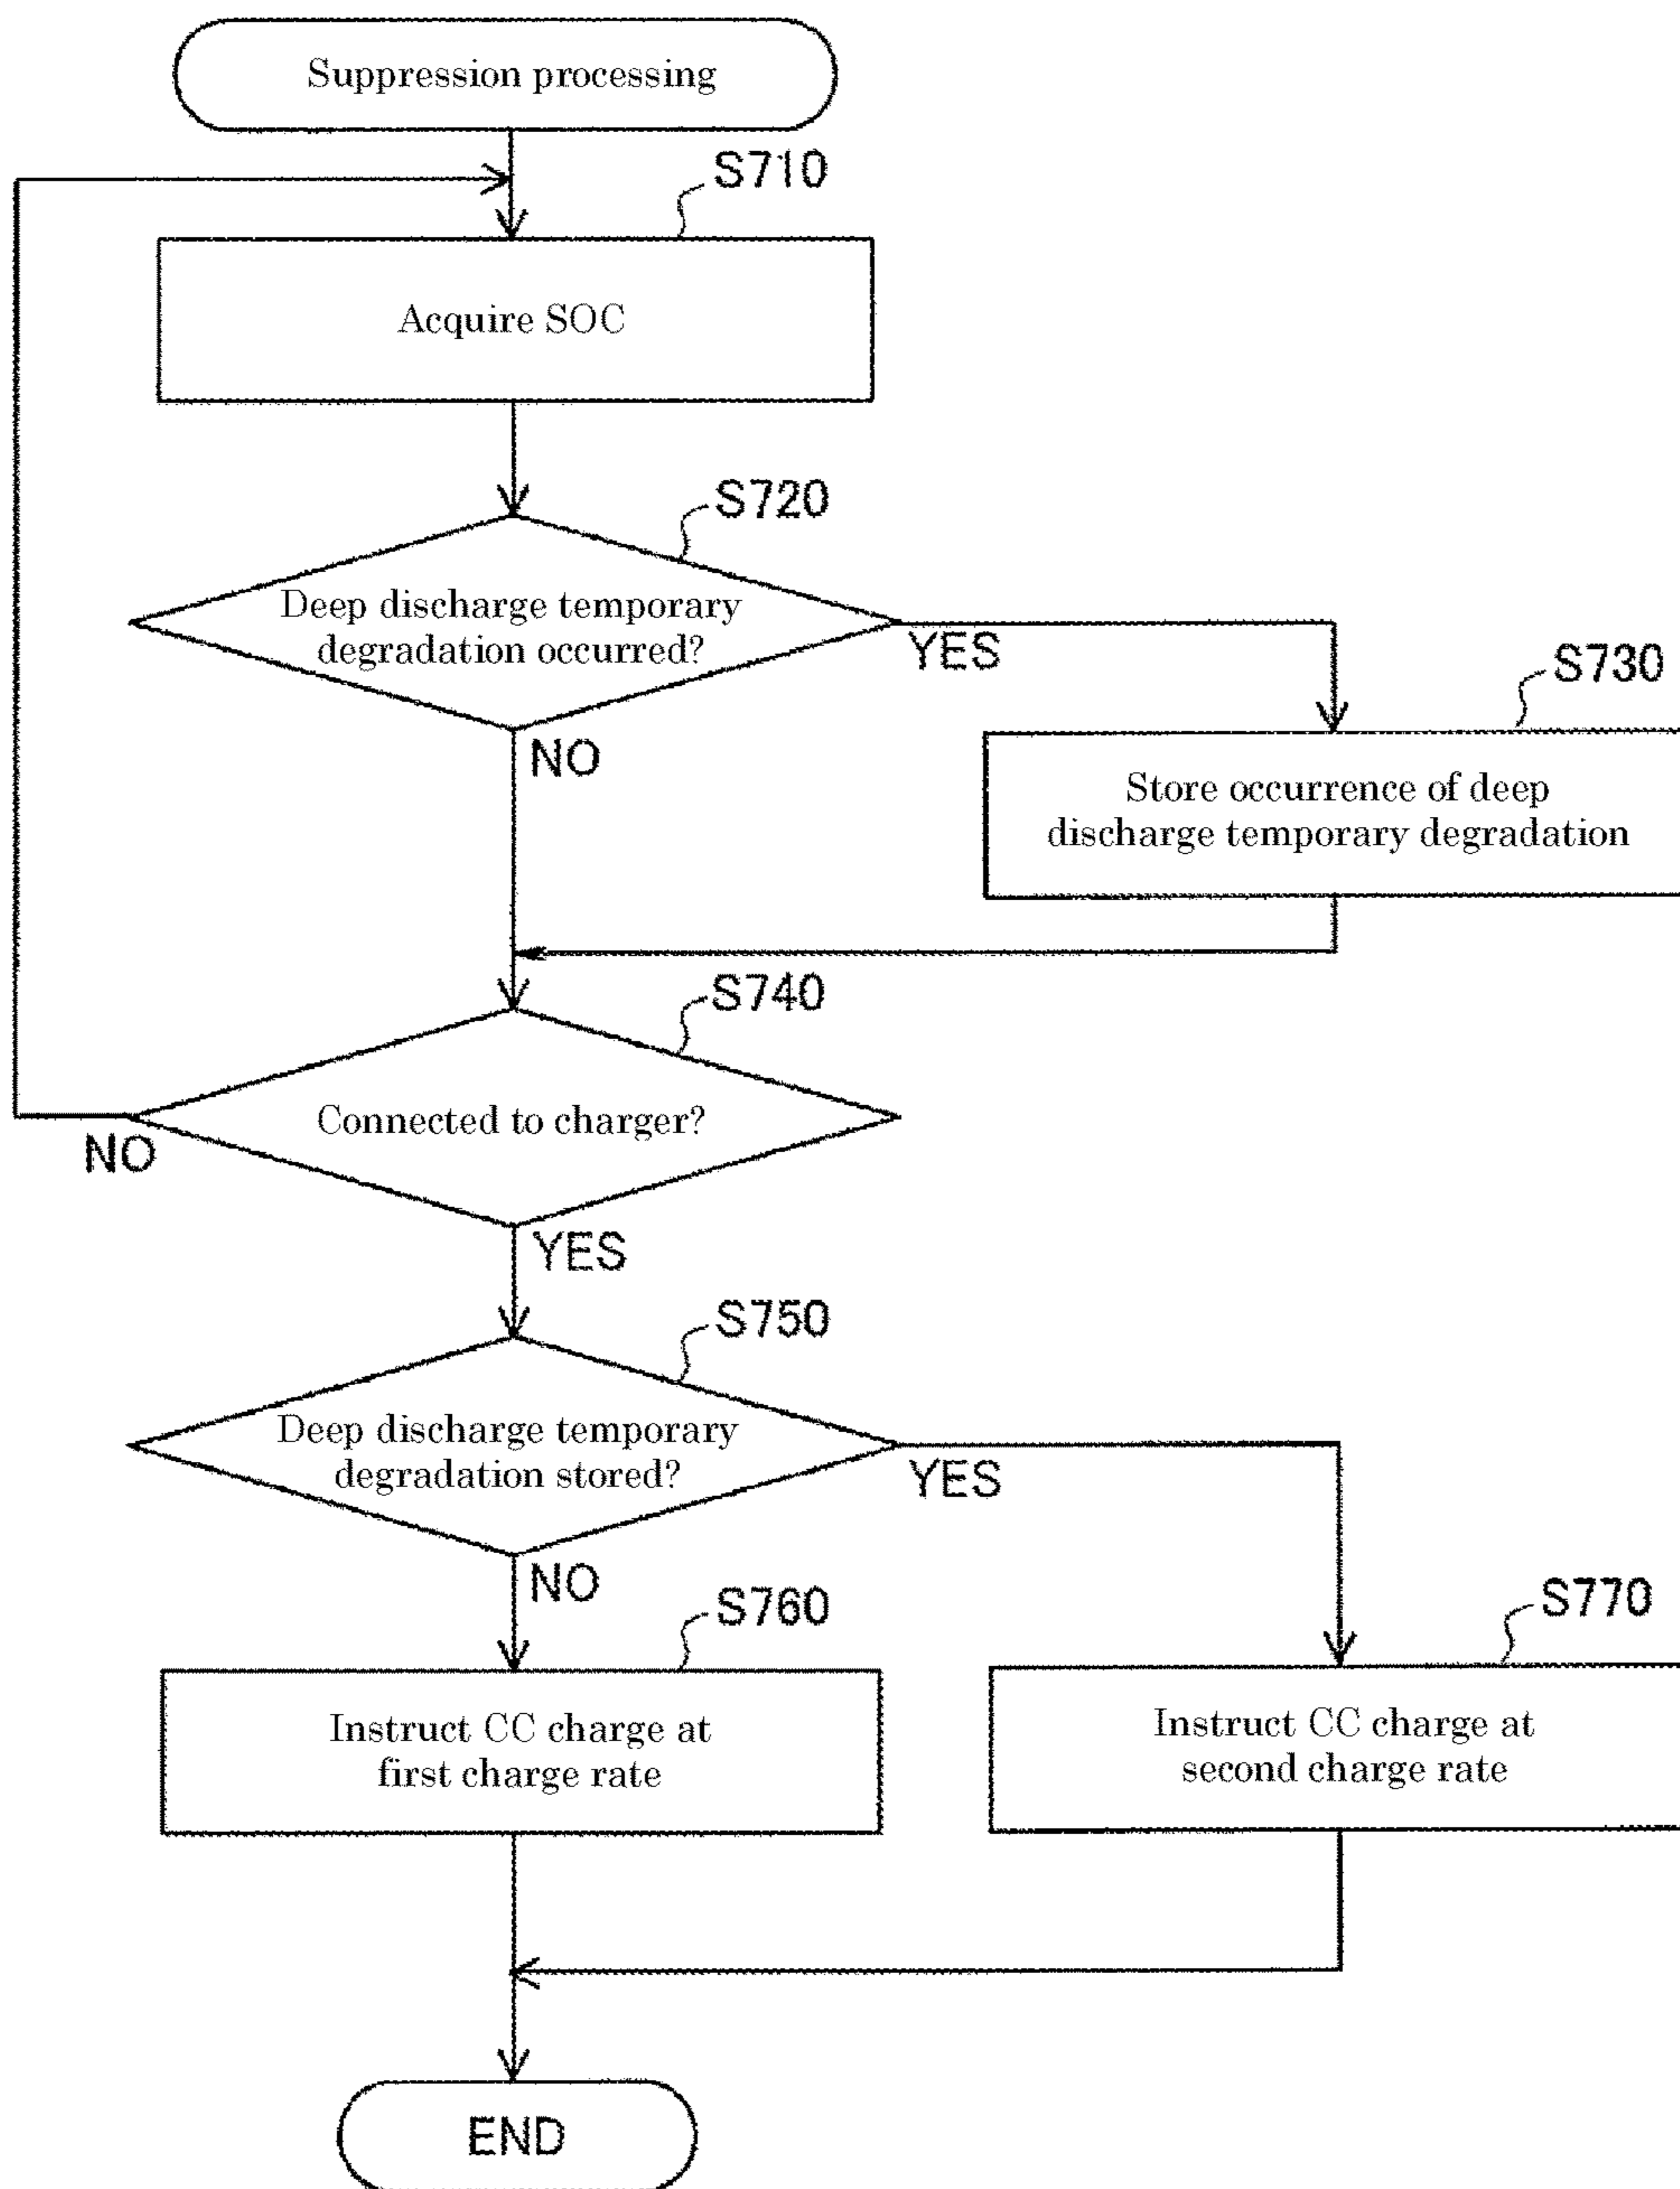 Suppression processing
S710
Acquire SOC
S720
Deep discharge temporary
degradation occurred?
YES
S730
NO
Store occurrence of deep
discharge temporary degradation
S740
Connected to charger?
NO
YES
S750
Deep discharge temporary
degradation stored?
YES
NO
S760
S770
Instruct CC charge at
first charge rate
Instruct CC charge at
second charge rate
END